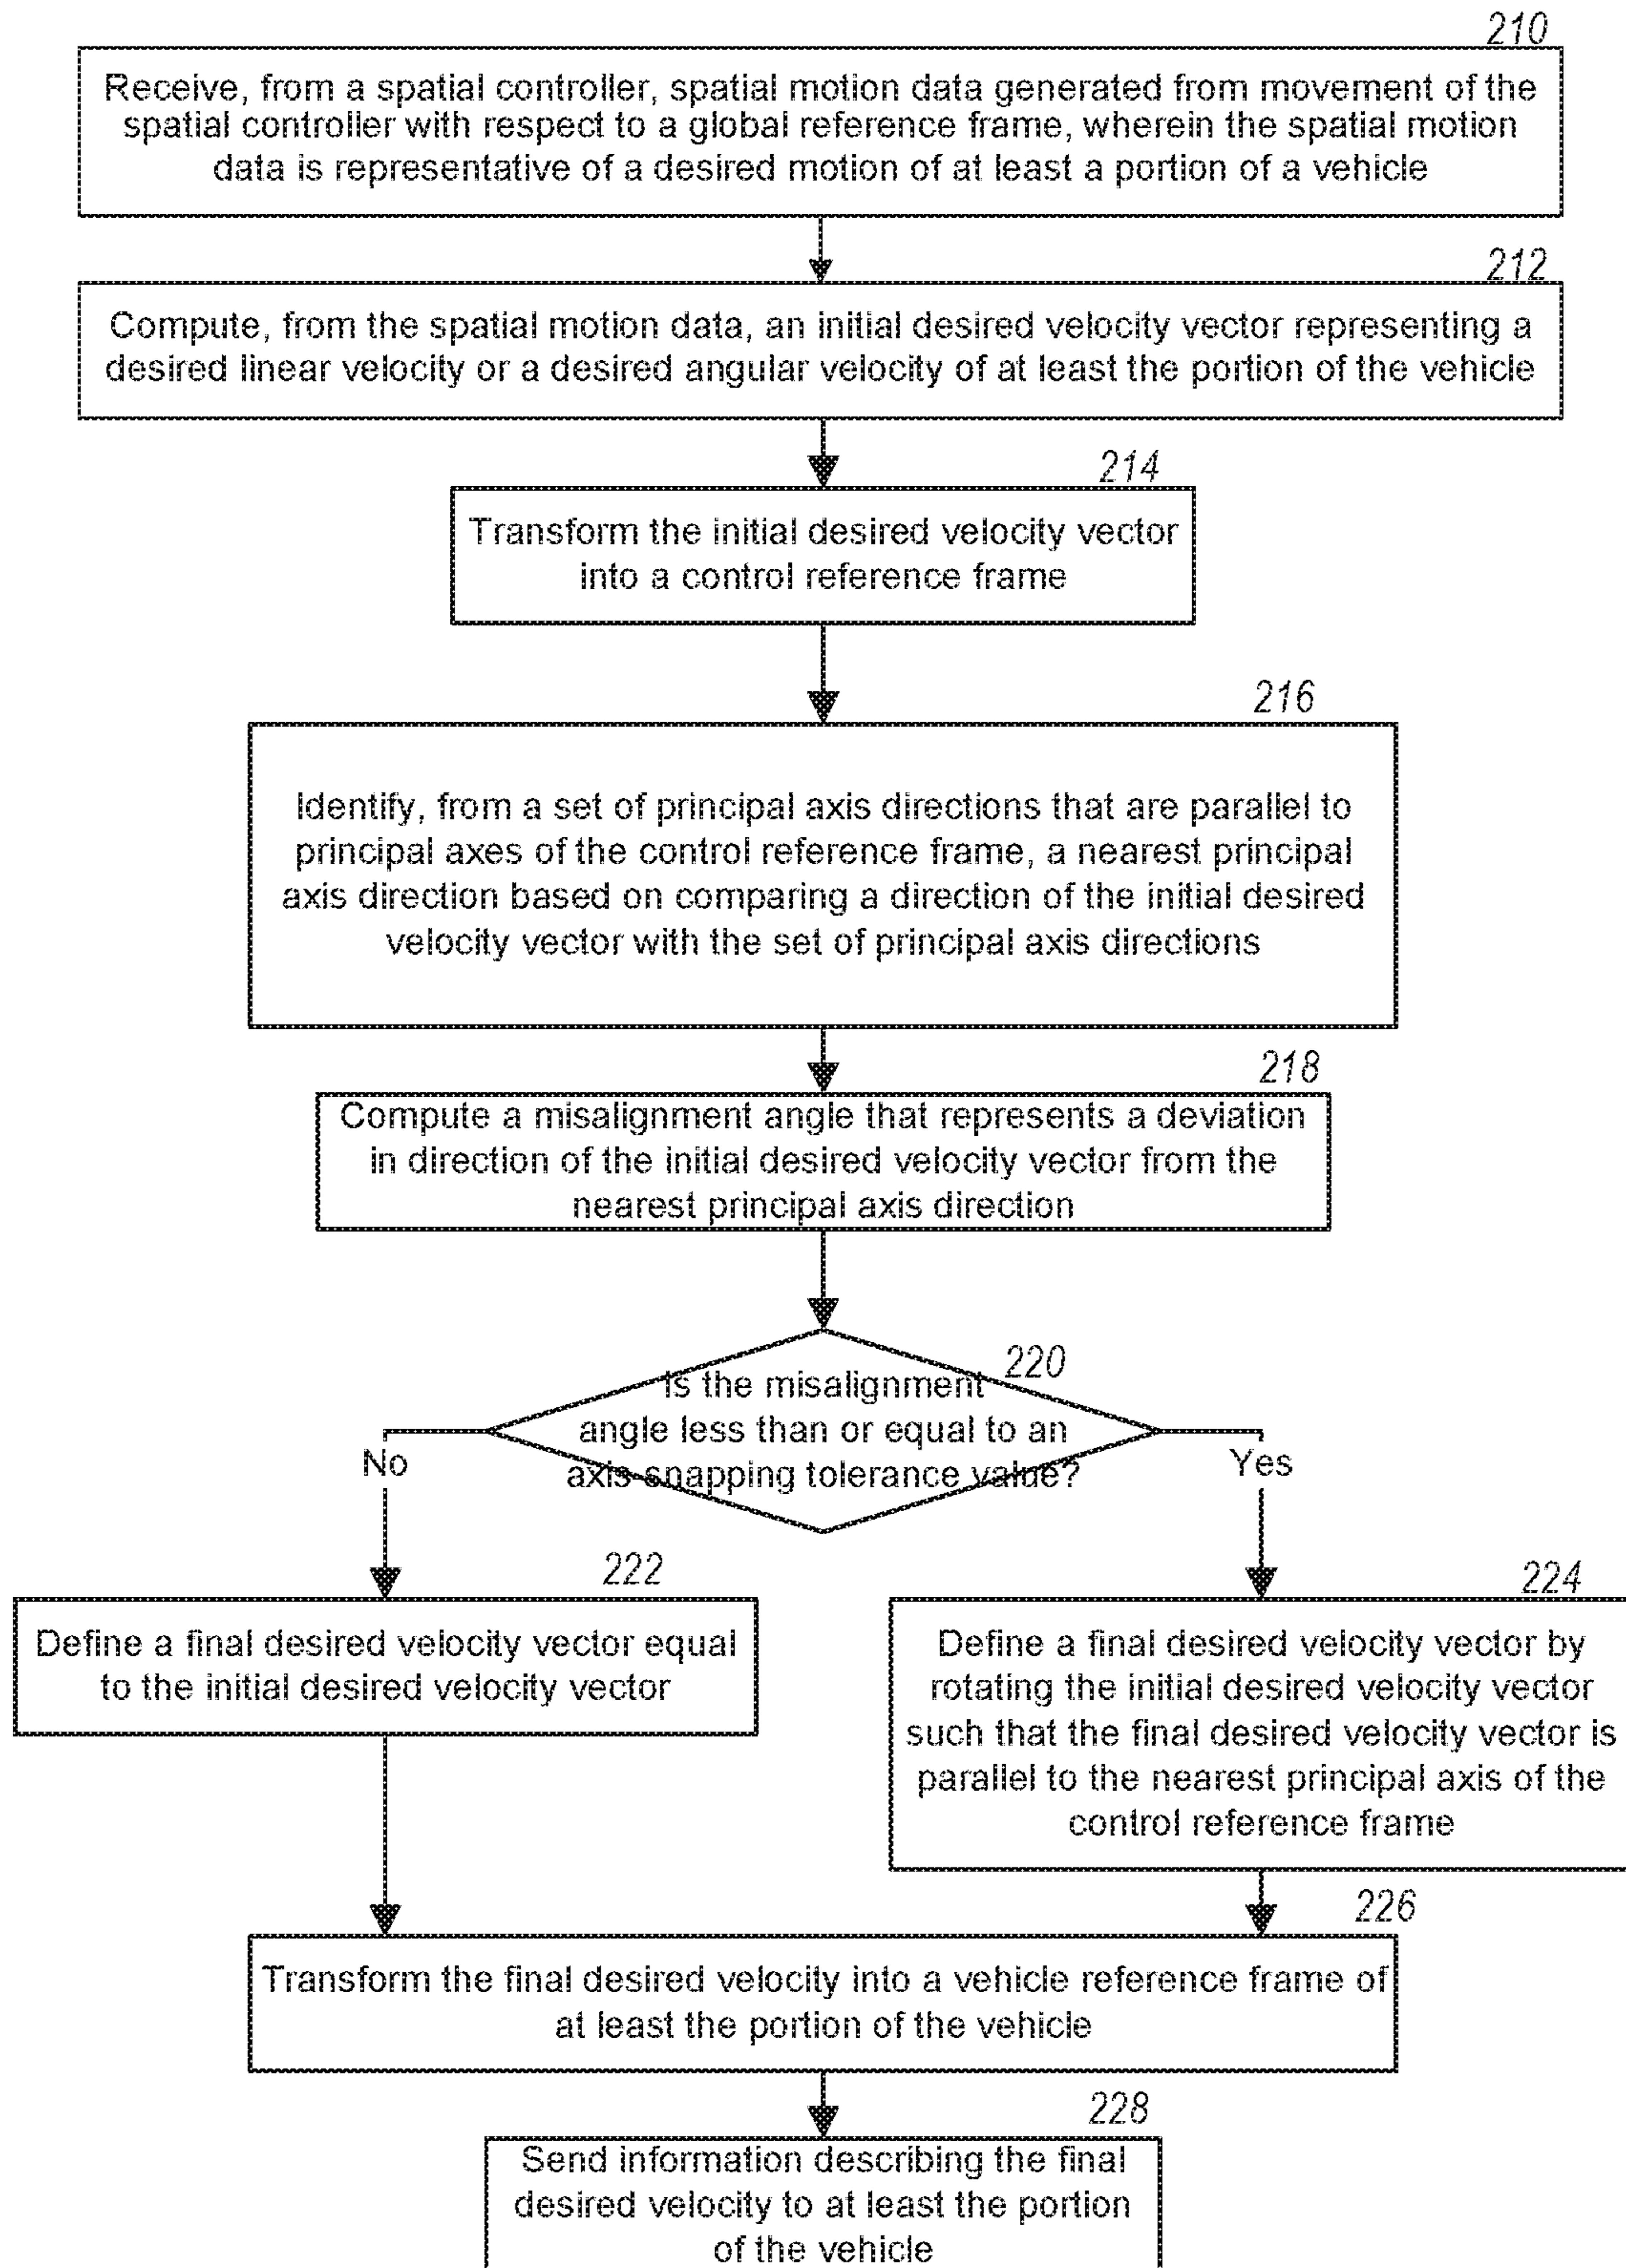 210
Receive, from a spatial controller, spatial motion data generated from movement of the
spatial controller with respect to a global reference frame, wherein the spatial motion
data is representative of a desired motion of at least a portion of a vehicle
212
Compute, from the spatial motion data, an initial desired velocity vector representing a
desired linear velocity or a desired angular velocity of at least the portion of the vehicle
214
Transform the initial desired velocity vector
into a control reference frame
216
Identify, from a set of principal axis directions that are parallel to
principal axes of the control reference frame, a nearest principal
axis direction based on comparing a direction of the initial desired
velocity vector with the set of principal axis directions
218
Compute a misalignment angle that represents a deviation
in direction of the initial desired velocity vector from the
nearest principal axis direction
220
Is the misalignment
angle less than or equal to an
axis-snapping tolerance value?
No
Yes
222
Define a final desired velocity vector equal
to the initial desired velocity vector
224
Define a final desired velocity vector by
rotating the initial desired velocity vector
such that the final desired velocity vector is
parallel to the nearest principal axis of the
control reference frame
226
Transform the final desired velocity into a vehicle reference frame of
at least the portion of the vehicle
228
Send information describing the final
desired velocity to at least the portion
of the vehicle